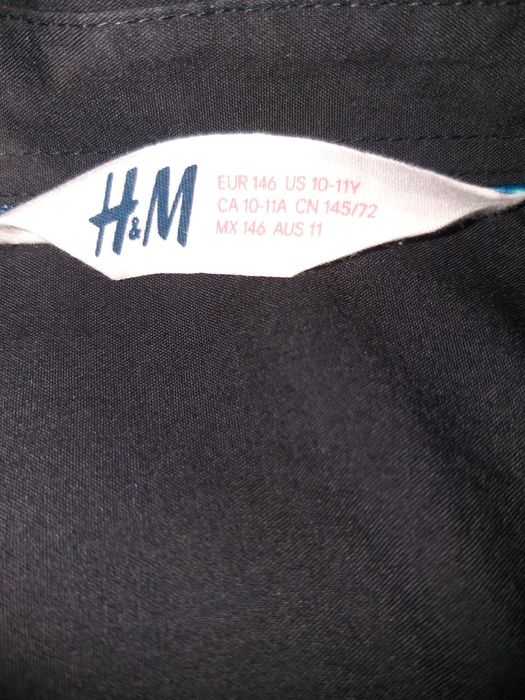 H&M
EUR 146 US 10-11Y
CA 10-11A CN 145/72
MX 146 AUS 11